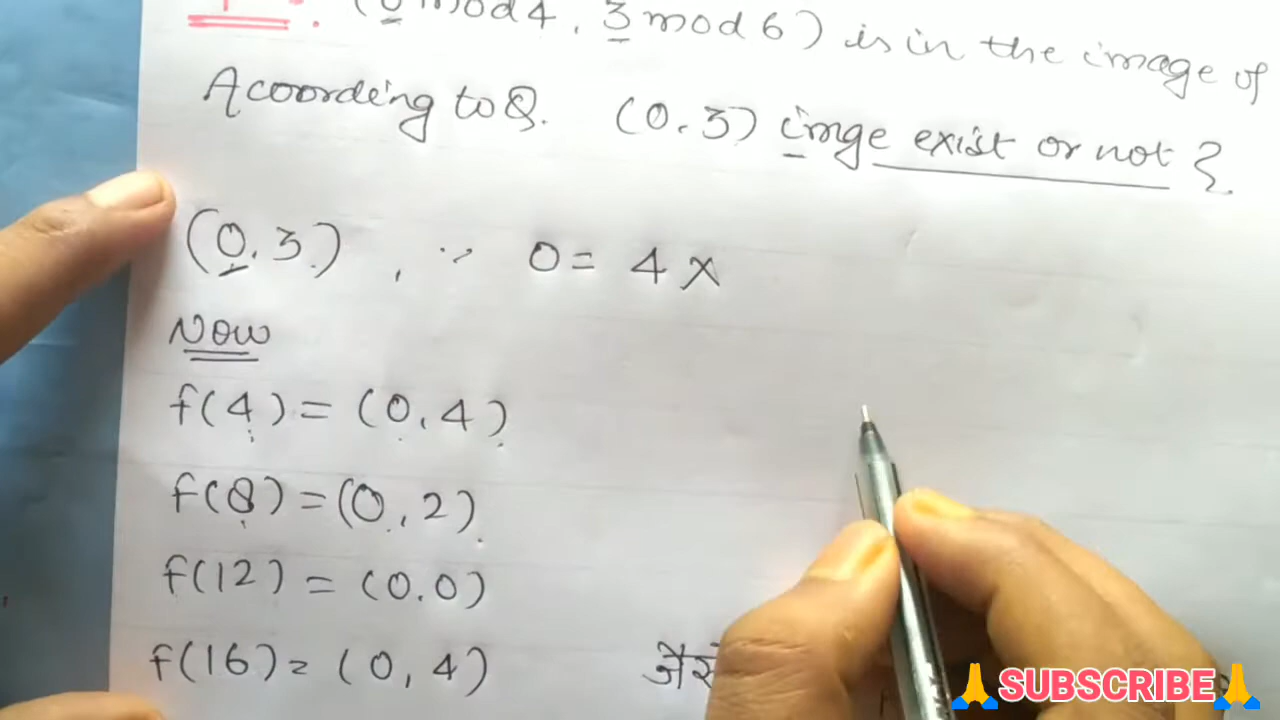 (0 mod 4, 3 mod 6) is in the image of
Acoording to Q. (0.3) imge exist or not }
(0.3) , ∵ 0 = 4x
Now
f(4) = (0, 4)
f(8) = (0, 2)
f(12) = (0.0)
f(16) = (0, 4)
🙏SUBSCRIBE🙏